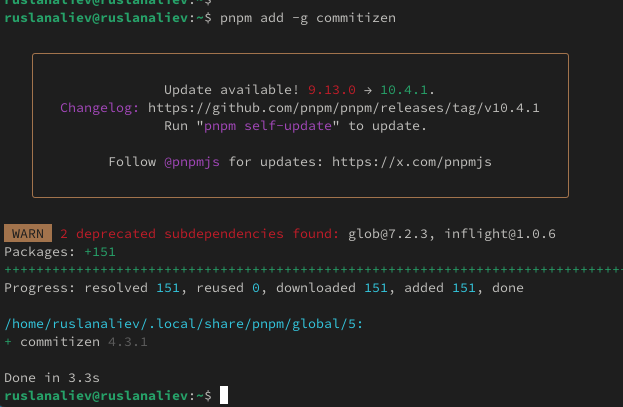 ruslanaliev@ruslanaliev:~$
ruslanaliev@ruslanaliev:~$ pnpm add -g commitizen
Update available! 9.13.0 → 10.4.1.
Changelog: https://github.com/pnpm/pnpm/releases/tag/v10.4.1
Run "pnpm self-update" to update.
Follow @pnpmjs for updates: https://x.com/pnpmjs
WARN 2 deprecated subdependencies found: glob@7.2.3, inflight@1.0.6
Packages: +151
++++++++++++++++++++++++++++++++++++++++++++++++++++++++++++++++++++++++++++++
Progress: resolved 151, reused 0, downloaded 151, added 151, done
/home/ruslanaliev/.local/share/pnpm/global/5:
+ commitizen 4.3.1
Done in 3.3s
ruslanaliev@ruslanaliev:~$